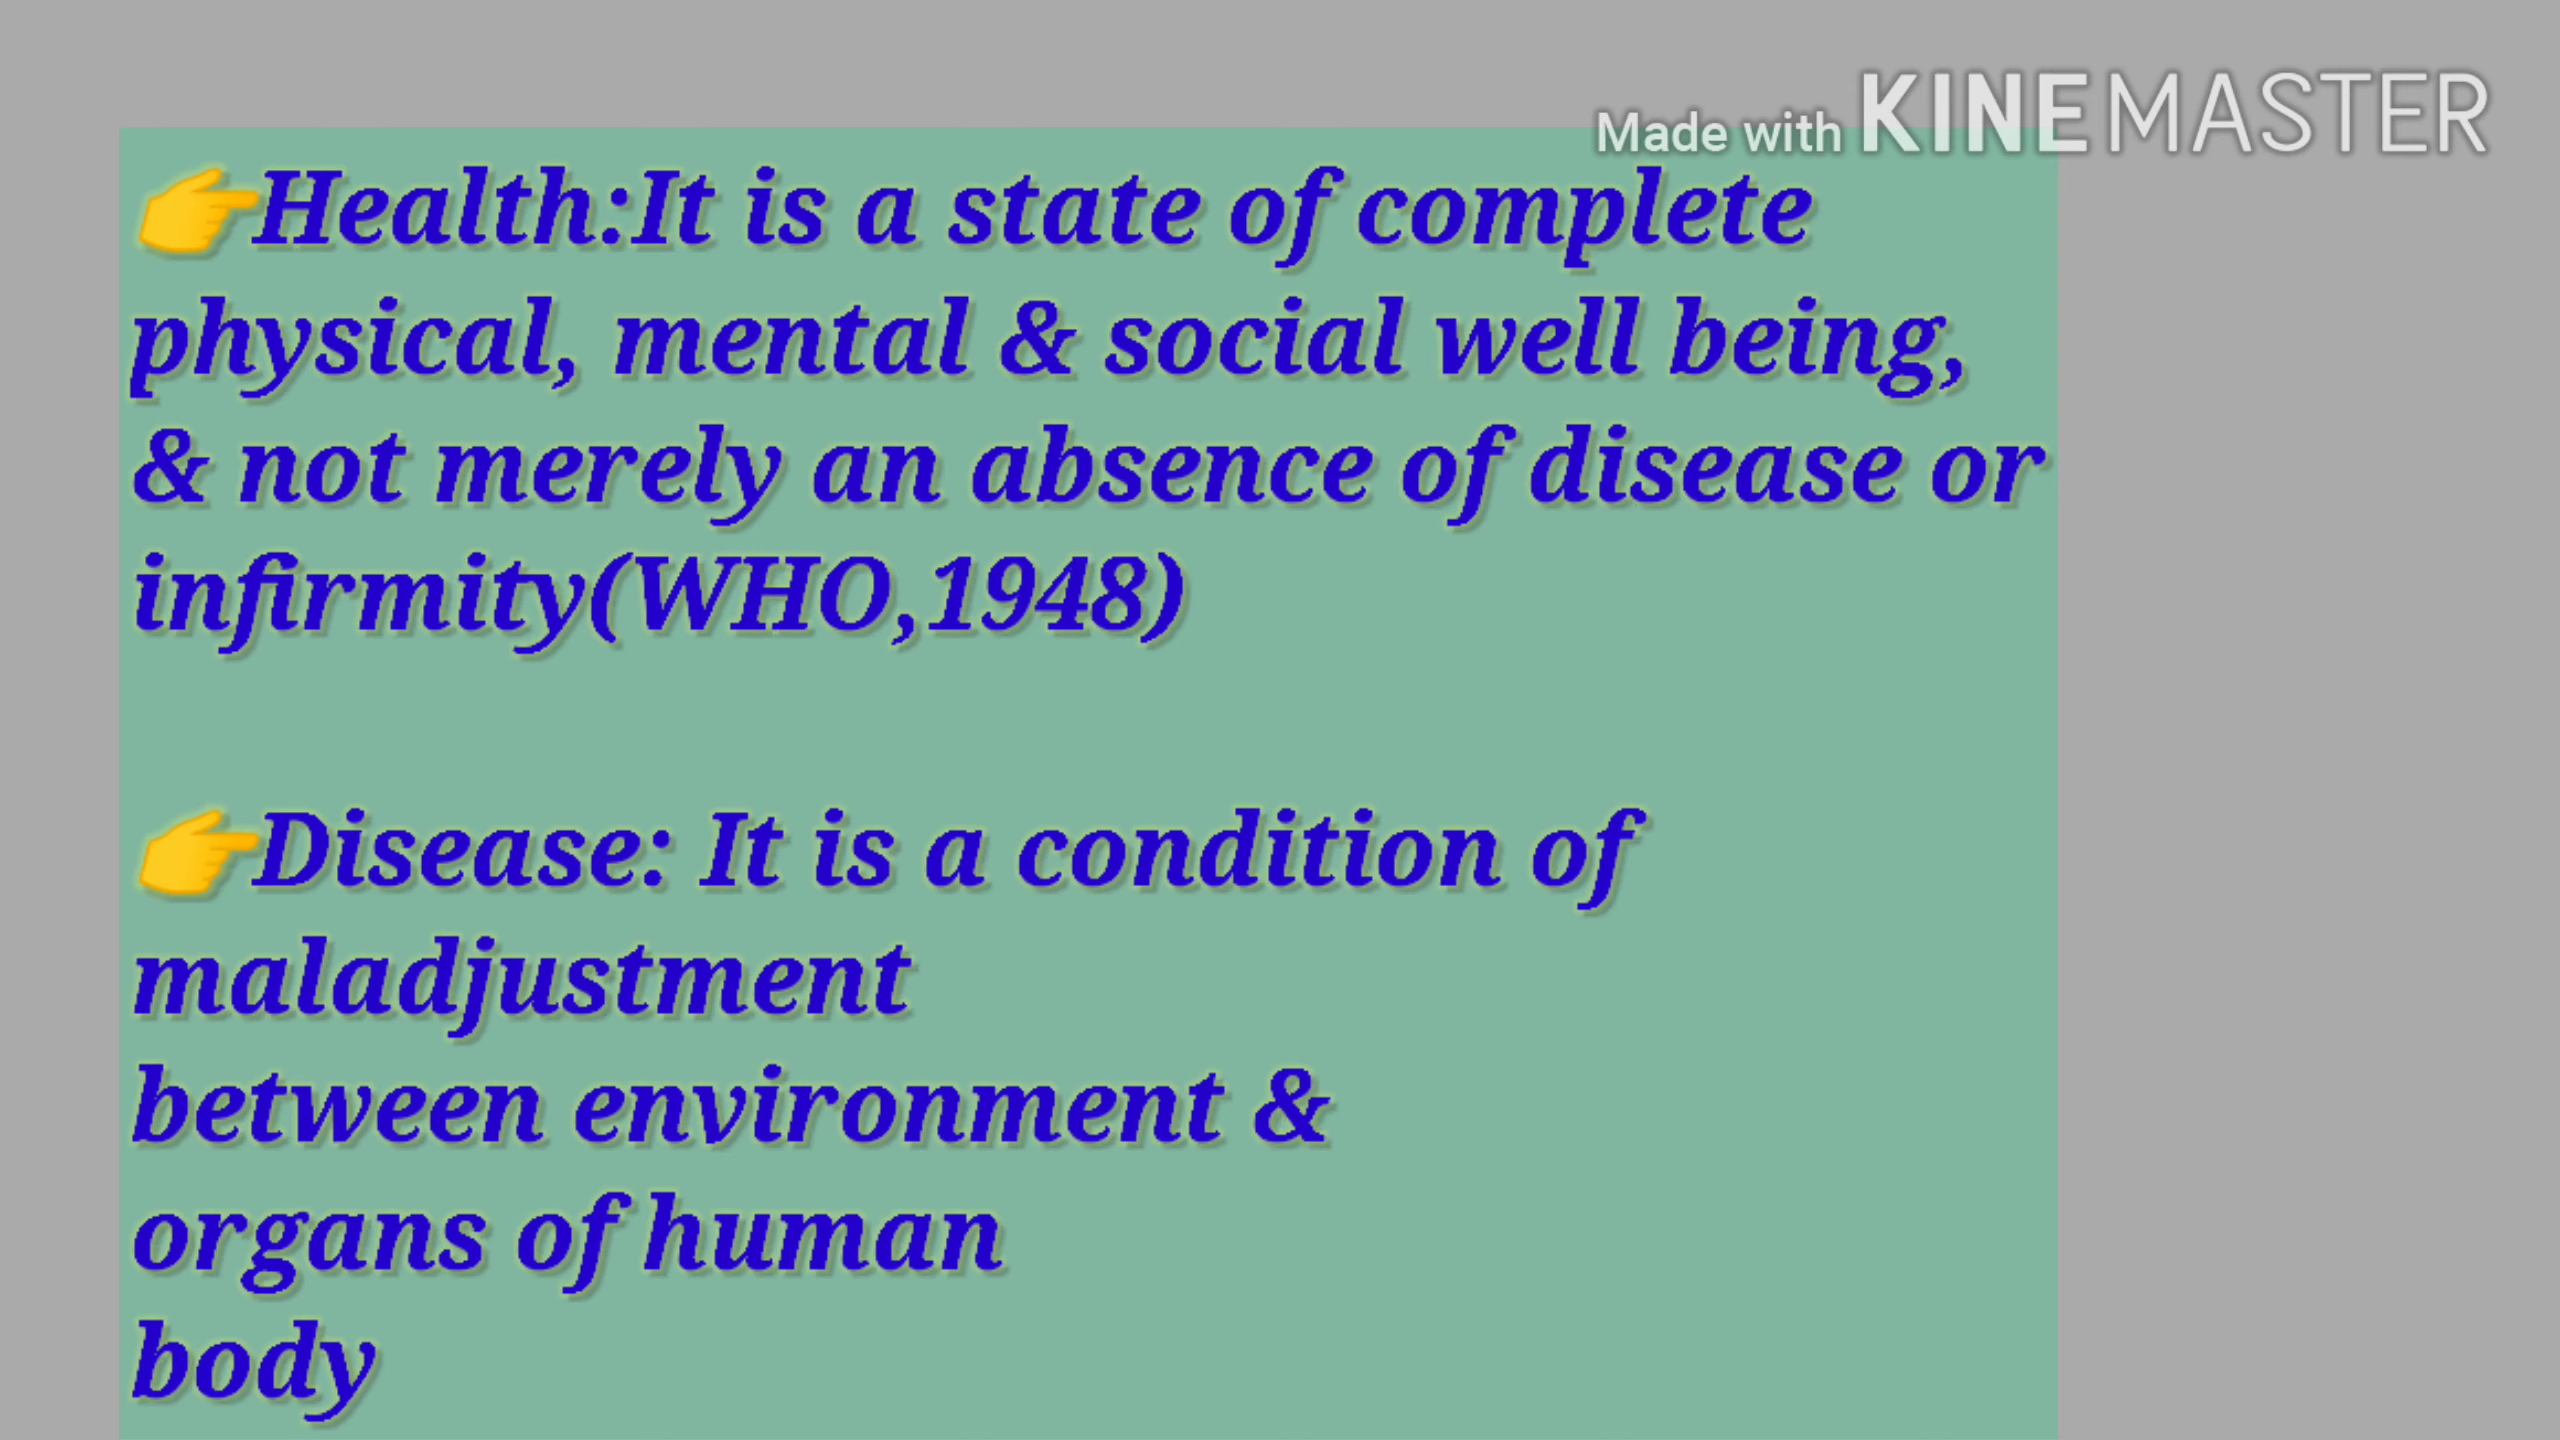 Made with KINEMASTER
👉Health:It is a state of complete
physical, mental & social well being,
& not merely an absence of disease or
infirmity(WHO,1948)
👉Disease: It is a condition of
maladjustment
between environment &
organs of human
body